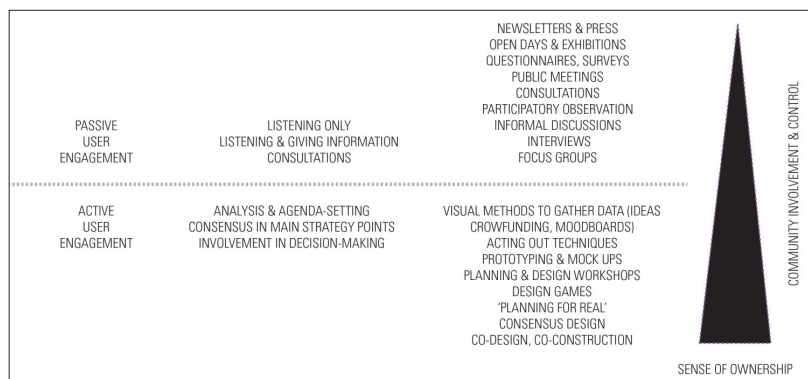 PASSIVE
USER
ENGAGEMENT
LISTENING ONLY
LISTENING & GIVING INFORMATION
CONSULTATIONS
NEWSLETTERS & PRESS
OPEN DAYS & EXHIBITIONS
QUESTIONNAIRES, SURVEYS
PUBLIC MEETINGS
CONSULTATIONS
PARTICIPATORY OBSERVATION
INFORMAL DISCUSSIONS
INTERVIEWS
FOCUS GROUPS
ACTIVE
USER
ENGAGEMENT
ANALYSIS & AGENDA-SETTING
CONSENSUS IN MAIN STRATEGY POINTS
INVOLVEMENT IN DECISION-MAKING
VISUAL METHODS TO GATHER DATA (IDEAS
CROWFUNDING, MOODBOARDS)
ACTING OUT TECHNIQUES
PROTOTYPING & MOCK UPS
PLANNING & DESIGN WORKSHOPS
DESIGN GAMES
'PLANNING FOR REAL'
CONSENSUS DESIGN
CO-DESIGN, CO-CONSTRUCTION
COMMUNITY INVOLVEMENT & CONTROL
SENSE OF OWNERSHIP